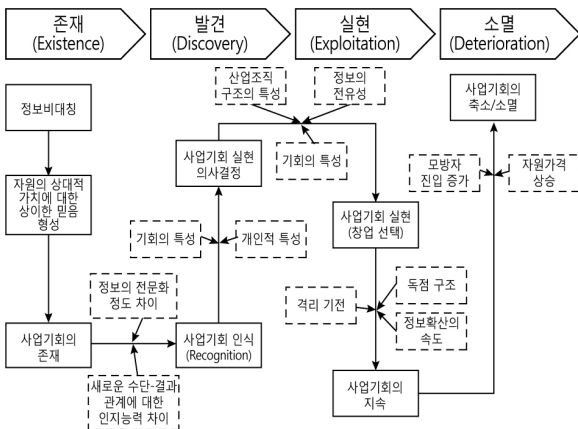 존재
(Existence)
발견
(Discovery)
실현
(Exploitation)
소멸
(Deterioration)
정보비대칭
자원의 상대적
가치에 대한
상이한 믿음
형성
사업기회의
존재
정보의 전문화
정도 차이
새로운 수단-결과
관계에 대한
인지능력 차이
사업기회 인식
(Recognition)
기회의 특성
개인적 특성
사업기회 실현
의사결정
산업조직
구조의 특성
정보의
전유성
기회의 특성
사업기회 실현
(창업 선택)
격리 기전
독점 구조
정보확산의
속도
사업기회의
지속
모방자
진입 증가
자원가격
상승
사업기회의
축소/소멸